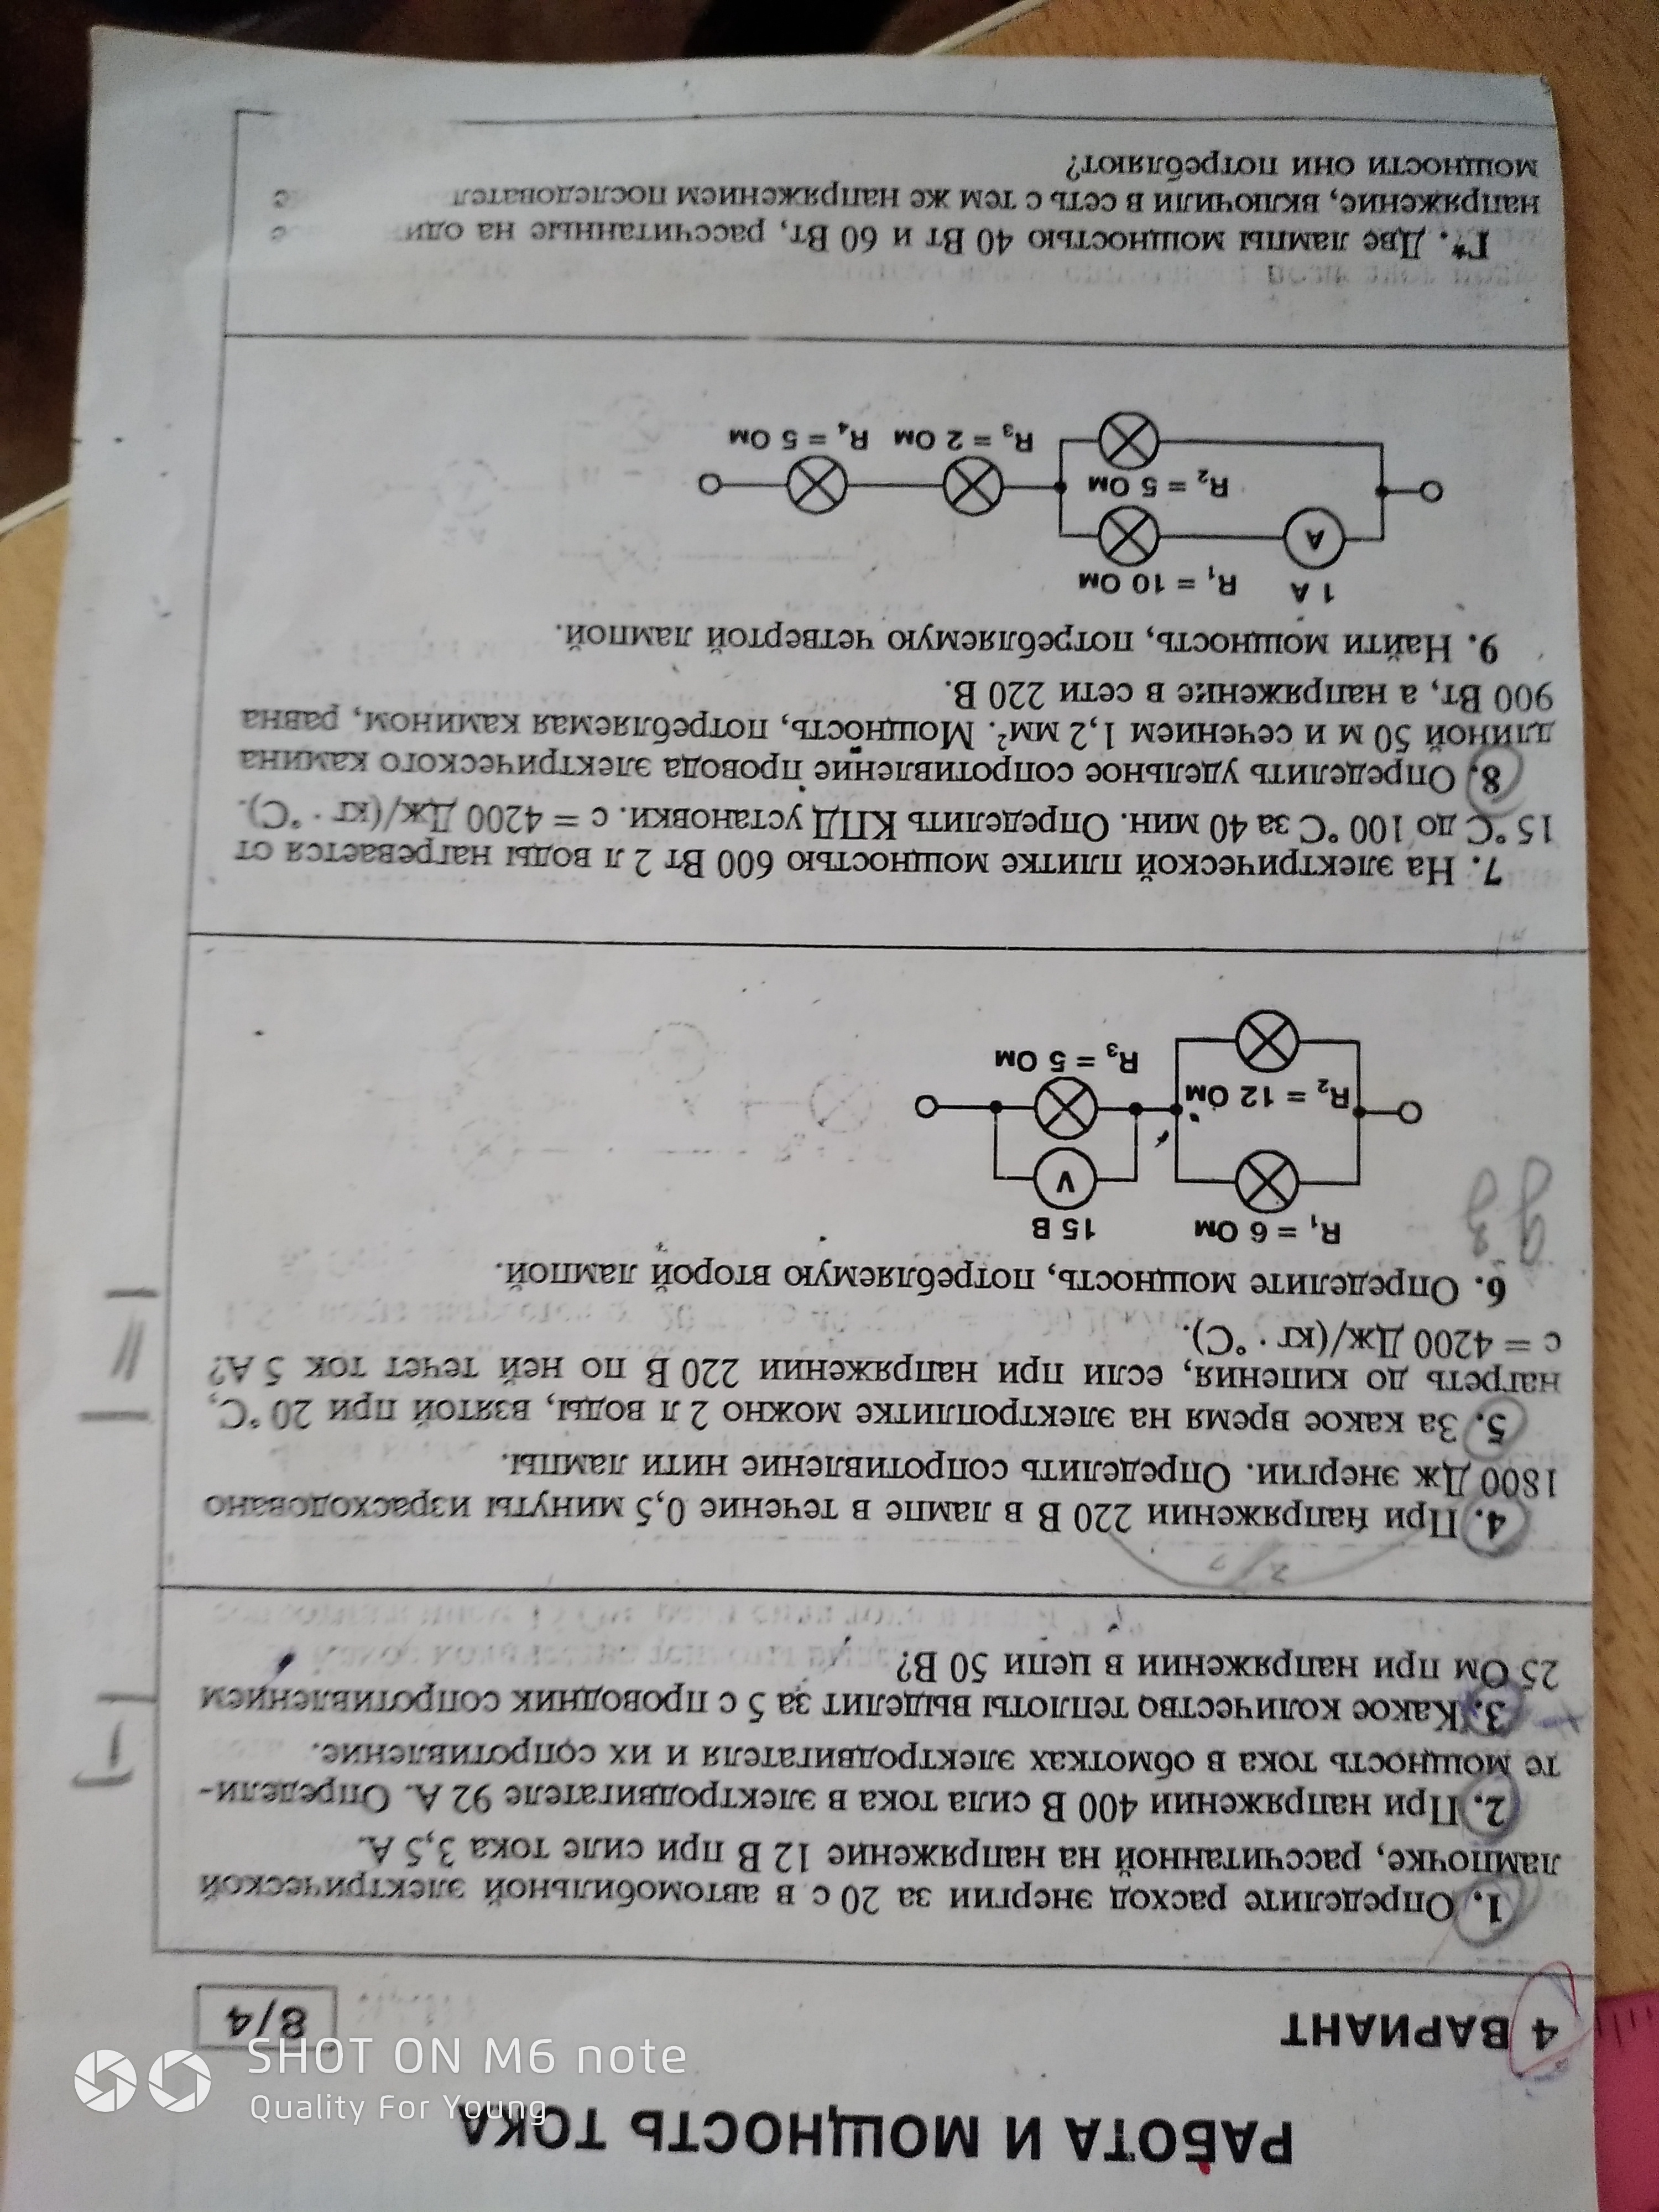 РАБОТА И МОЩНОСТЬ ТОКА
4 ВАРИАНТ
8/4
1. Определите расход энергии за 20 с в автомобильной электрической
лампочке, рассчитанной на напряжение 12 В при силе тока 3,5 А.
2. При напряжении 400 В сила тока в электродвигателе 92 А. Определи-
те мощность тока в обмотках электродвигателя и их сопротивление.
3. Какое количество теплоты выделит за 5 с проводник сопротивлением
25 Ом при напряжении в цепи 50 В?
I
4. При напряжении 220 В в лампе в течение 0,5 минуты израсходовано
1800 Дж энергии. Определить сопротивление нити лампы.
5. За какое время на электроплитке можно 2 л воды, взятой при 20 °С,
нагреть до кипения, если при напряжении 220 В по ней течет ток 5 А?
с = 4200 Дж/(кг · °С).
II
6. Определите мощность, потребляемую второй лампой.
R₁ = 6 Ом
15 В
V
R₂ = 12 Ом
R₃ = 5 Ом
7. На электрической плитке мощностью 600 Вт 2 л воды нагревается от
15 °С до 100 °С за 40 мин. Определить КПД установки. с = 4200 Дж/(кг · °С).
8. Определить удельное сопротивление провода электрического камина
длиной 50 м и сечением 1,2 мм². Мощность, потребляемая камином, равна
900 Вт, а напряжение в сети 220 В.
9. Найти мощность, потребляемую четвертой лампой.
1 А
R₁ = 10 Ом
А
R₂ = 5 Ом
R₃ = 2 Ом
R₄ = 5 Ом
Г*. Две лампы мощностью 40 Вт и 60 Вт, рассчитанные на
напряжение, включили в сеть с тем же напряжением
мощности они потребляют?
SHOT ON M6 note
Quality For Young